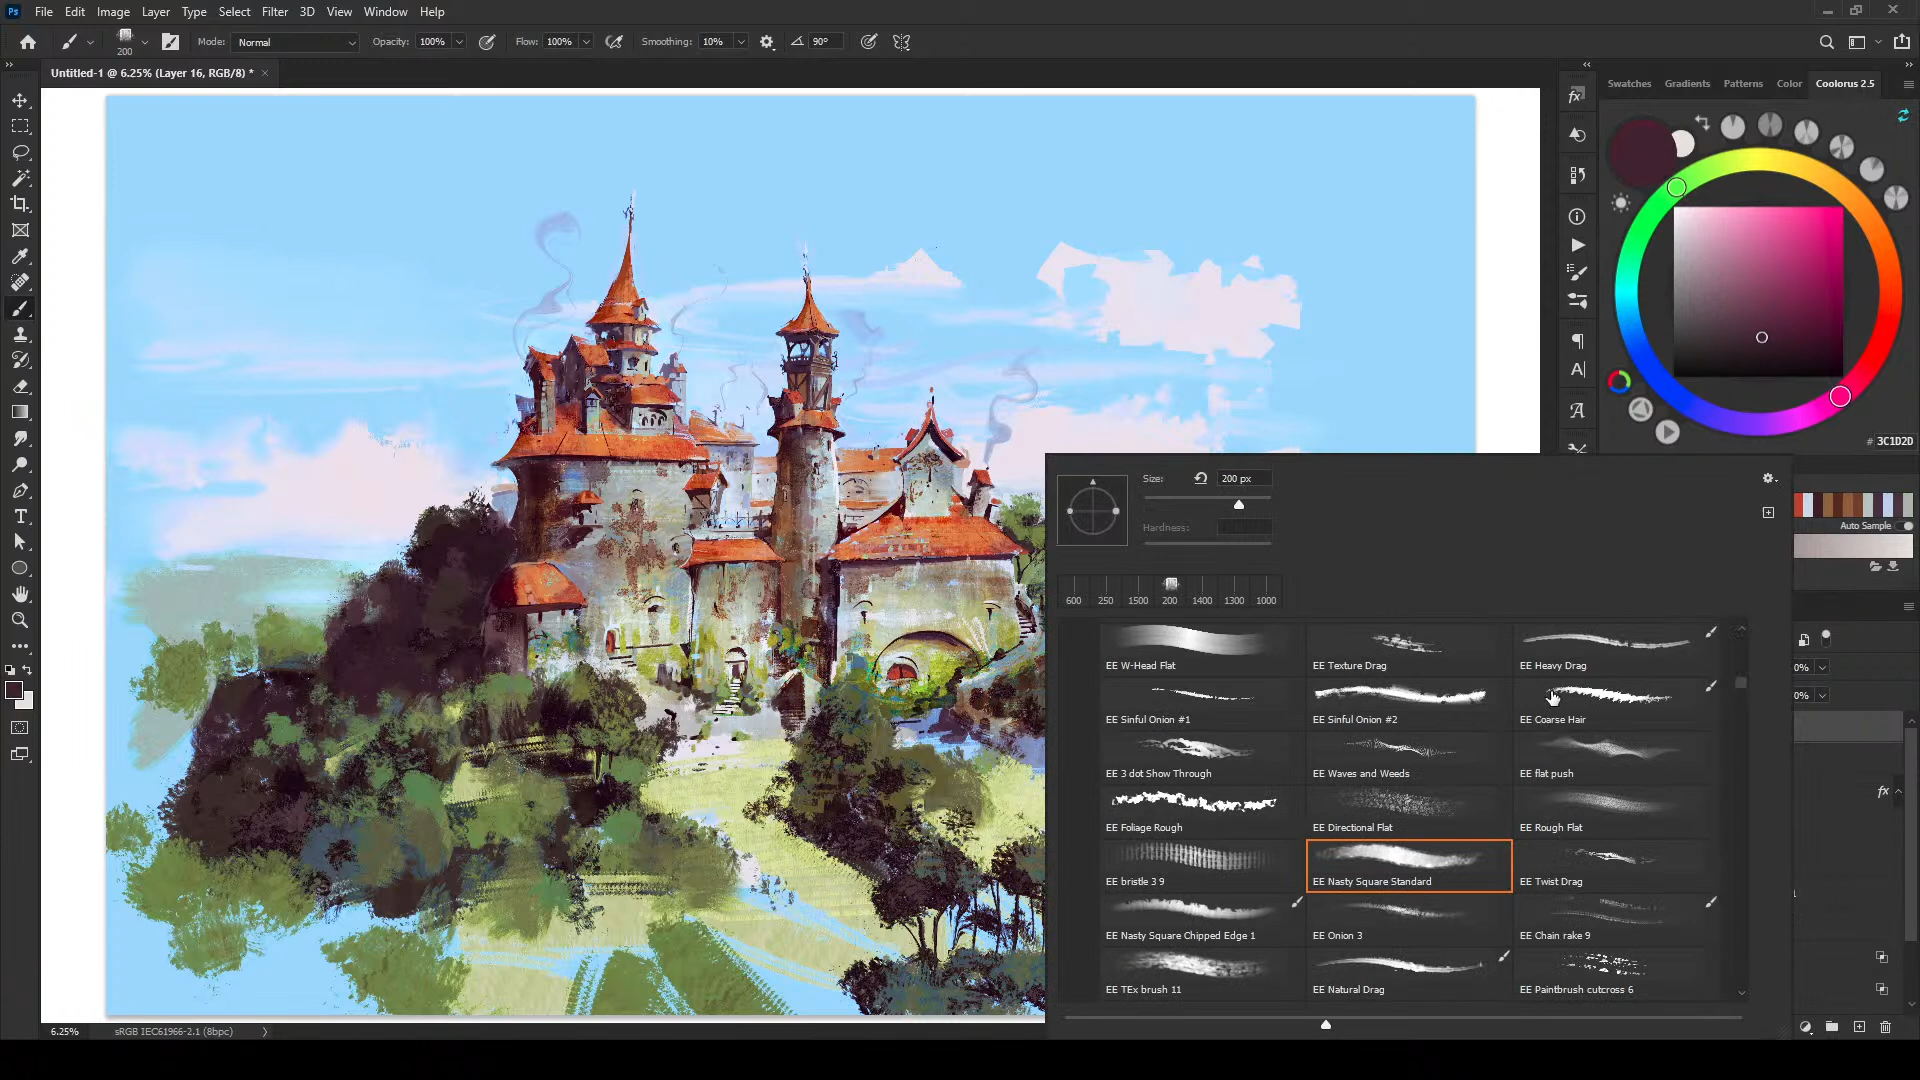 Ps File Edit Image Layer Type Select Filter 3D View Window Help
200 Mode: Normal Opacity: 100% Flow: 100% Smoothing: 10% 90°
Untitled-1 @ 6.25% (Layer 16, RGB/8) * ×
Swatches Gradients Patterns Color Coolorus 2.5
# 3C1D2D
Size: 200 px
Hardness:
Auto Sample
600 250 1500 200 1400 1300 1000
EE W-Head Flat EE Texture Drag EE Heavy Drag
0%
EE Sinful Onion #1 EE Sinful Onion #2 EE Coarse Hair
0%
EE 3 dot Show Through EE Waves and Weeds EE flat push
fx
EE Foliage Rough EE Directional Flat EE Rough Flat
EE bristle 3 9 EE Nasty Square Standard EE Twist Drag
EE Nasty Square Chipped Edge 1 EE Onion 3 EE Chain rake 9
EE TEx brush 11 EE Natural Drag EE Paintbrush cutcross 6
6.25% sRGB IEC61966-2.1 (8bpc)